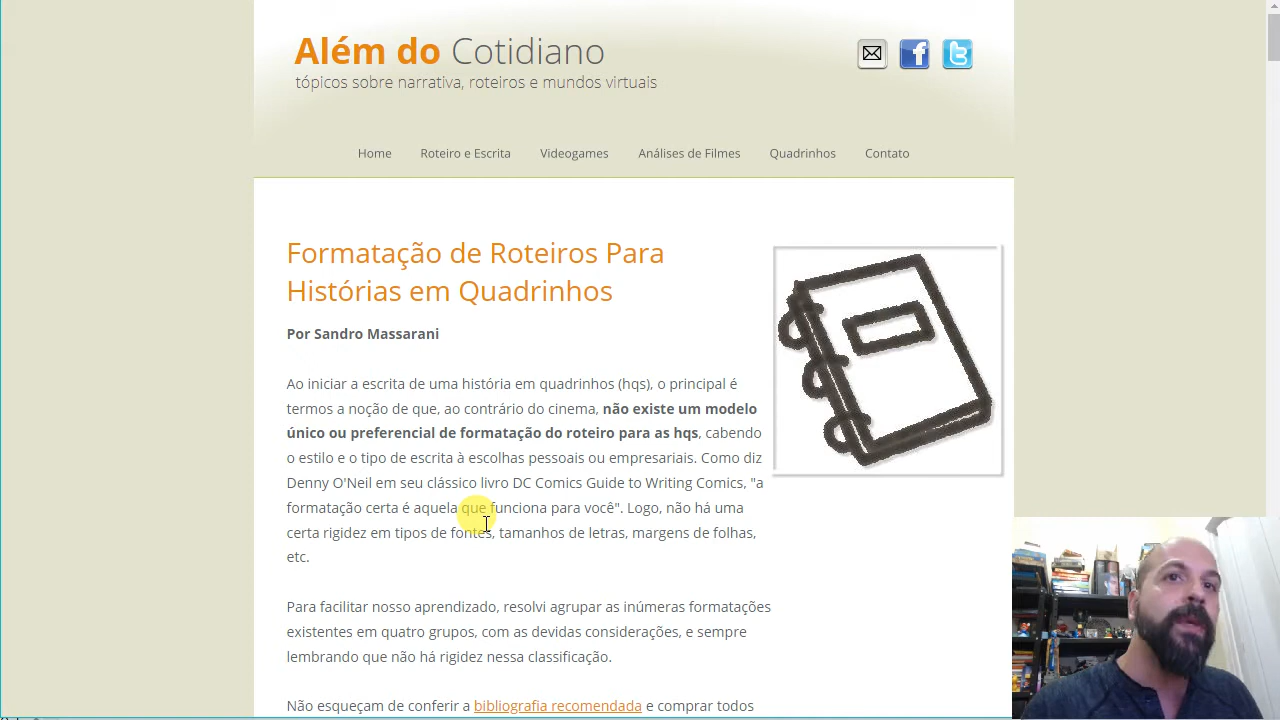 Além do Cotidiano
tópicos sobre narrativa, roteiros e mundos virtuais
Home Roteiro e Escrita Videogames Análises de Filmes Quadrinhos Contato
Formatação de Roteiros Para
Histórias em Quadrinhos
Por Sandro Massarani
Ao iniciar a escrita de uma história em quadrinhos (hqs), o principal é
termos a noção de que, ao contrário do cinema, não existe um modelo
único ou preferencial de formatação do roteiro para as hqs, cabendo
o estilo e o tipo de escrita à escolhas pessoais ou empresariais. Como diz
Denny O'Neil em seu clássico livro DC Comics Guide to Writing Comics, "a
formatação certa é aquela que funciona para você". Logo, não há uma
certa rigidez em tipos de fontes, tamanhos de letras, margens de folhas,
etc.
Para facilitar nosso aprendizado, resolvi agrupar as inúmeras formatações
existentes em quatro grupos, com as devidas considerações, e sempre
lembrando que não há rigidez nessa classificação.
Não esqueçam de conferir a bibliografia recomendada e comprar todos